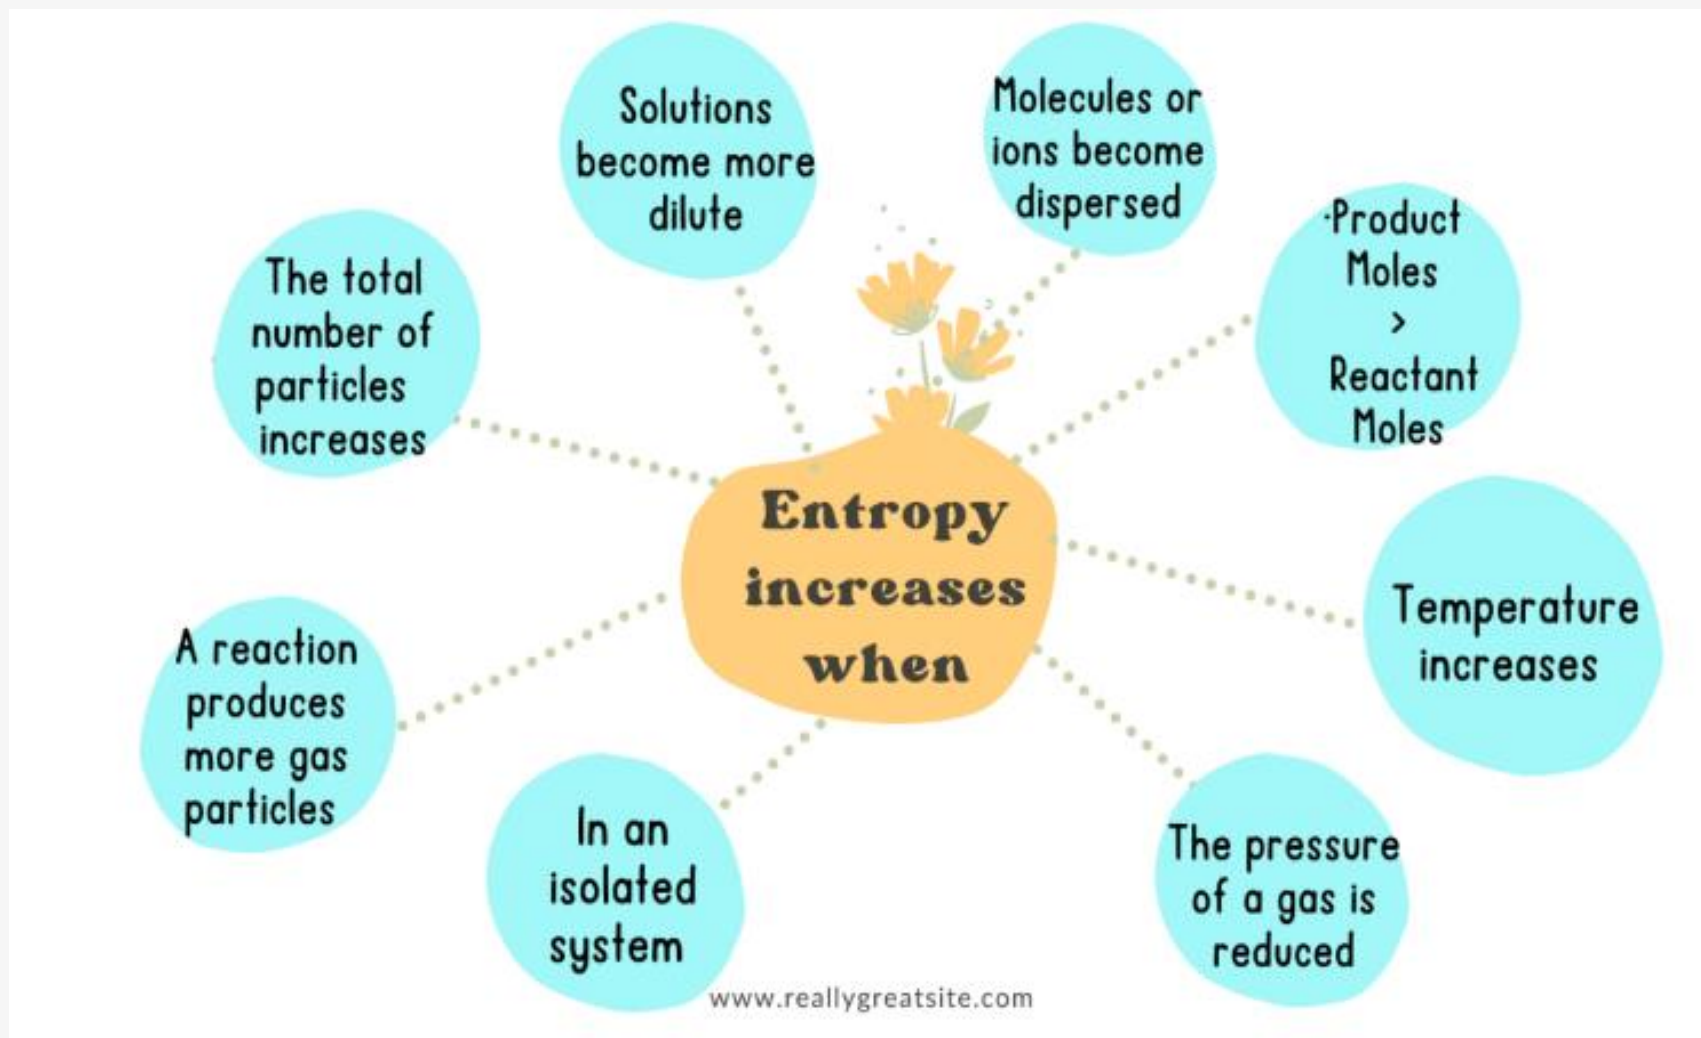 Solutions
become more
dilute
Molecules or
ions become
dispersed
·Product
Moles
>
Reactant
Moles
The total
number of
particles
increases
Entropy
increases
when
Temperature
increases
A reaction
produces
more gas
particles
In an
isolated
system
The pressure
of a gas is
reduced
www.reallygreatsite.com